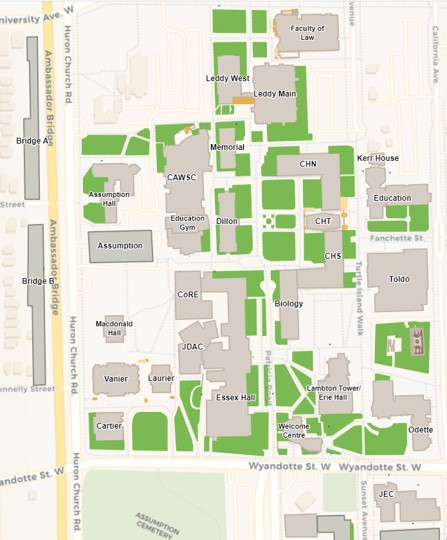 niversity Ave. W
Huron Church Rd.
Ambassador Bridge
Bridge A
Faculty of
Law
venue
California Ave.
Leddy West
Leddy Main
Memorial
CAWSC
CHN
Kerr House
Assumption
Hall
Education
Street
Education
Gym
Dillon
CHT
Assumption
Ambassador Bridge
CHS
Fanchette St.
Bridge B
Toldo
CoRE
Biology
Turtle Island Walk
Huron Church Rd.
Macdonald
Hall
JDAC
Patricia Road
Vanier
Laurier
onnelly Street
Essex Hall
Lambton Tower/
Erie Hall
Cartier
Welcome
Centre
Odette
andotte St. W
Wyandotte St. W
Wyandotte St. W
Huron Church Rd.
ASSUMPTION
CEMETERY
Sunset Avenue
JEC